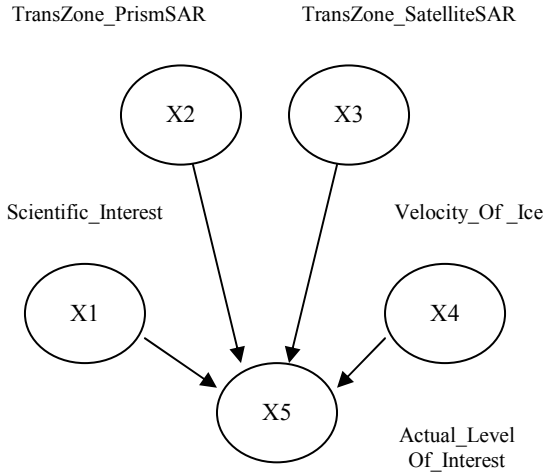 TransZone_PrismSAR
TransZone_SatelliteSAR
X2
X3
Scientific_Interest
Velocity_Of _Ice
X1
X4
X5
Actual_Level
Of_Interest